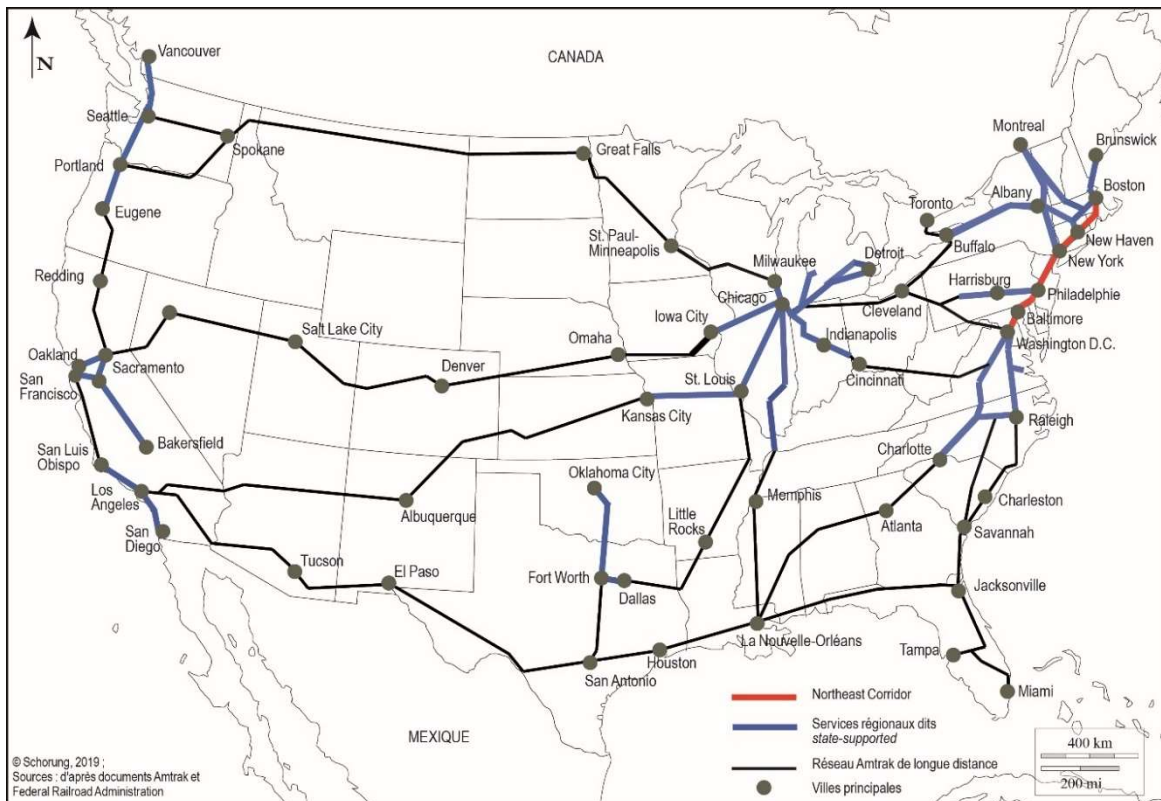 N
CANADA
Vancouver
Seattle
Spokane
Portland
Eugene
Redding
Great Falls
St. Paul-
Minneapolis
Milwaukee
Chicago
Detroit
Toronto
Buffalo
Montreal
Albany
Brunswick
Boston
New Haven
New York
Harrisburg
Philadelphie
Baltimore
Washington D.C.
Cleveland
Iowa City
Indianapolis
Cincinnati
Omaha
Salt Lake City
Denver
Oakland
Sacramento
San
Francisco
Bakersfield
San Luis
Obispo
Los
Angeles
San
Diego
St. Louis
Kansas City
Raleigh
Charlotte
Oklahoma City
Albuquerque
Memphis
Little
Rocks
Atlanta
Charleston
Savannah
Tucson
El Paso
Fort Worth
Dallas
Jacksonville
La Nouvelle-Orléans
Houston
San Antonio
Tampa
Miami
MEXIQUE
Northeast Corridor
Services régionaux dits
state-supported
Réseau Amtrak de longue distance
Villes principales
400 km
200 mi
© Schorung, 2019 ;
Sources : d'après documents Amtrak et
Federal Railroad Administration